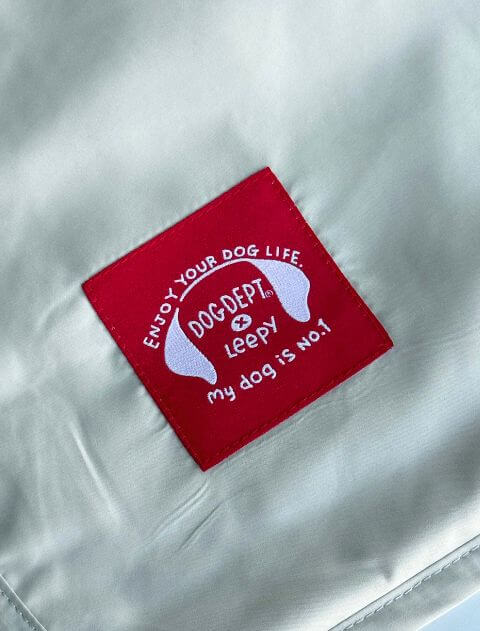 ENJOY YOUR DOG LIFE.
DOG DEPT®
×
Leepy
My dog is No.1